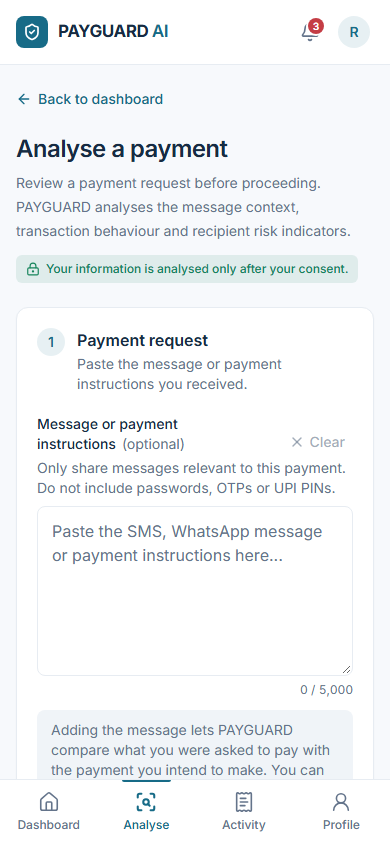 PAYGUARD AI
3
R
Back to dashboard
Analyse a payment
Review a payment request before proceeding.
PAYGUARD analyses the message context,
transaction behaviour and recipient risk indicators.
Your information is analysed only after your consent.
1
Payment request
Paste the message or payment
instructions you received.
Message or payment
instructions (optional)
Clear
Only share messages relevant to this payment.
Do not include passwords, OTPs or UPI PINs.
Paste the SMS, WhatsApp message
or payment instructions here...
0 / 5,000
Adding the message lets PAYGUARD
compare what you were asked to pay with
the payment you intend to make. You can
Dashboard
Analyse
Activity
Profile